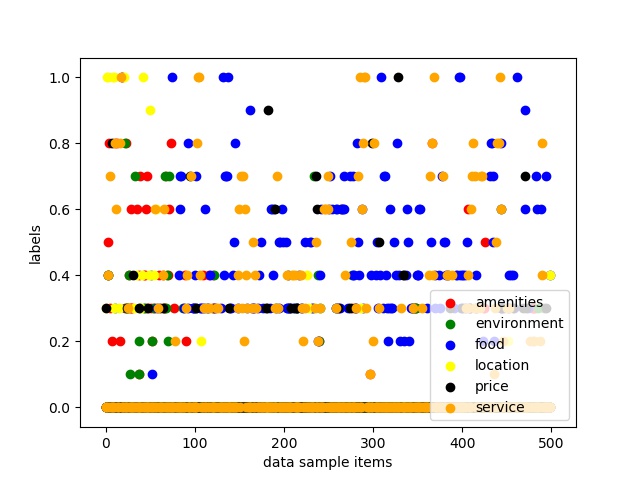 1.0
0.8
0.6
0.4
0.2
0.0
labels
0
100
200
300
400
500
data sample items
amenities
environment
food
location
price
service